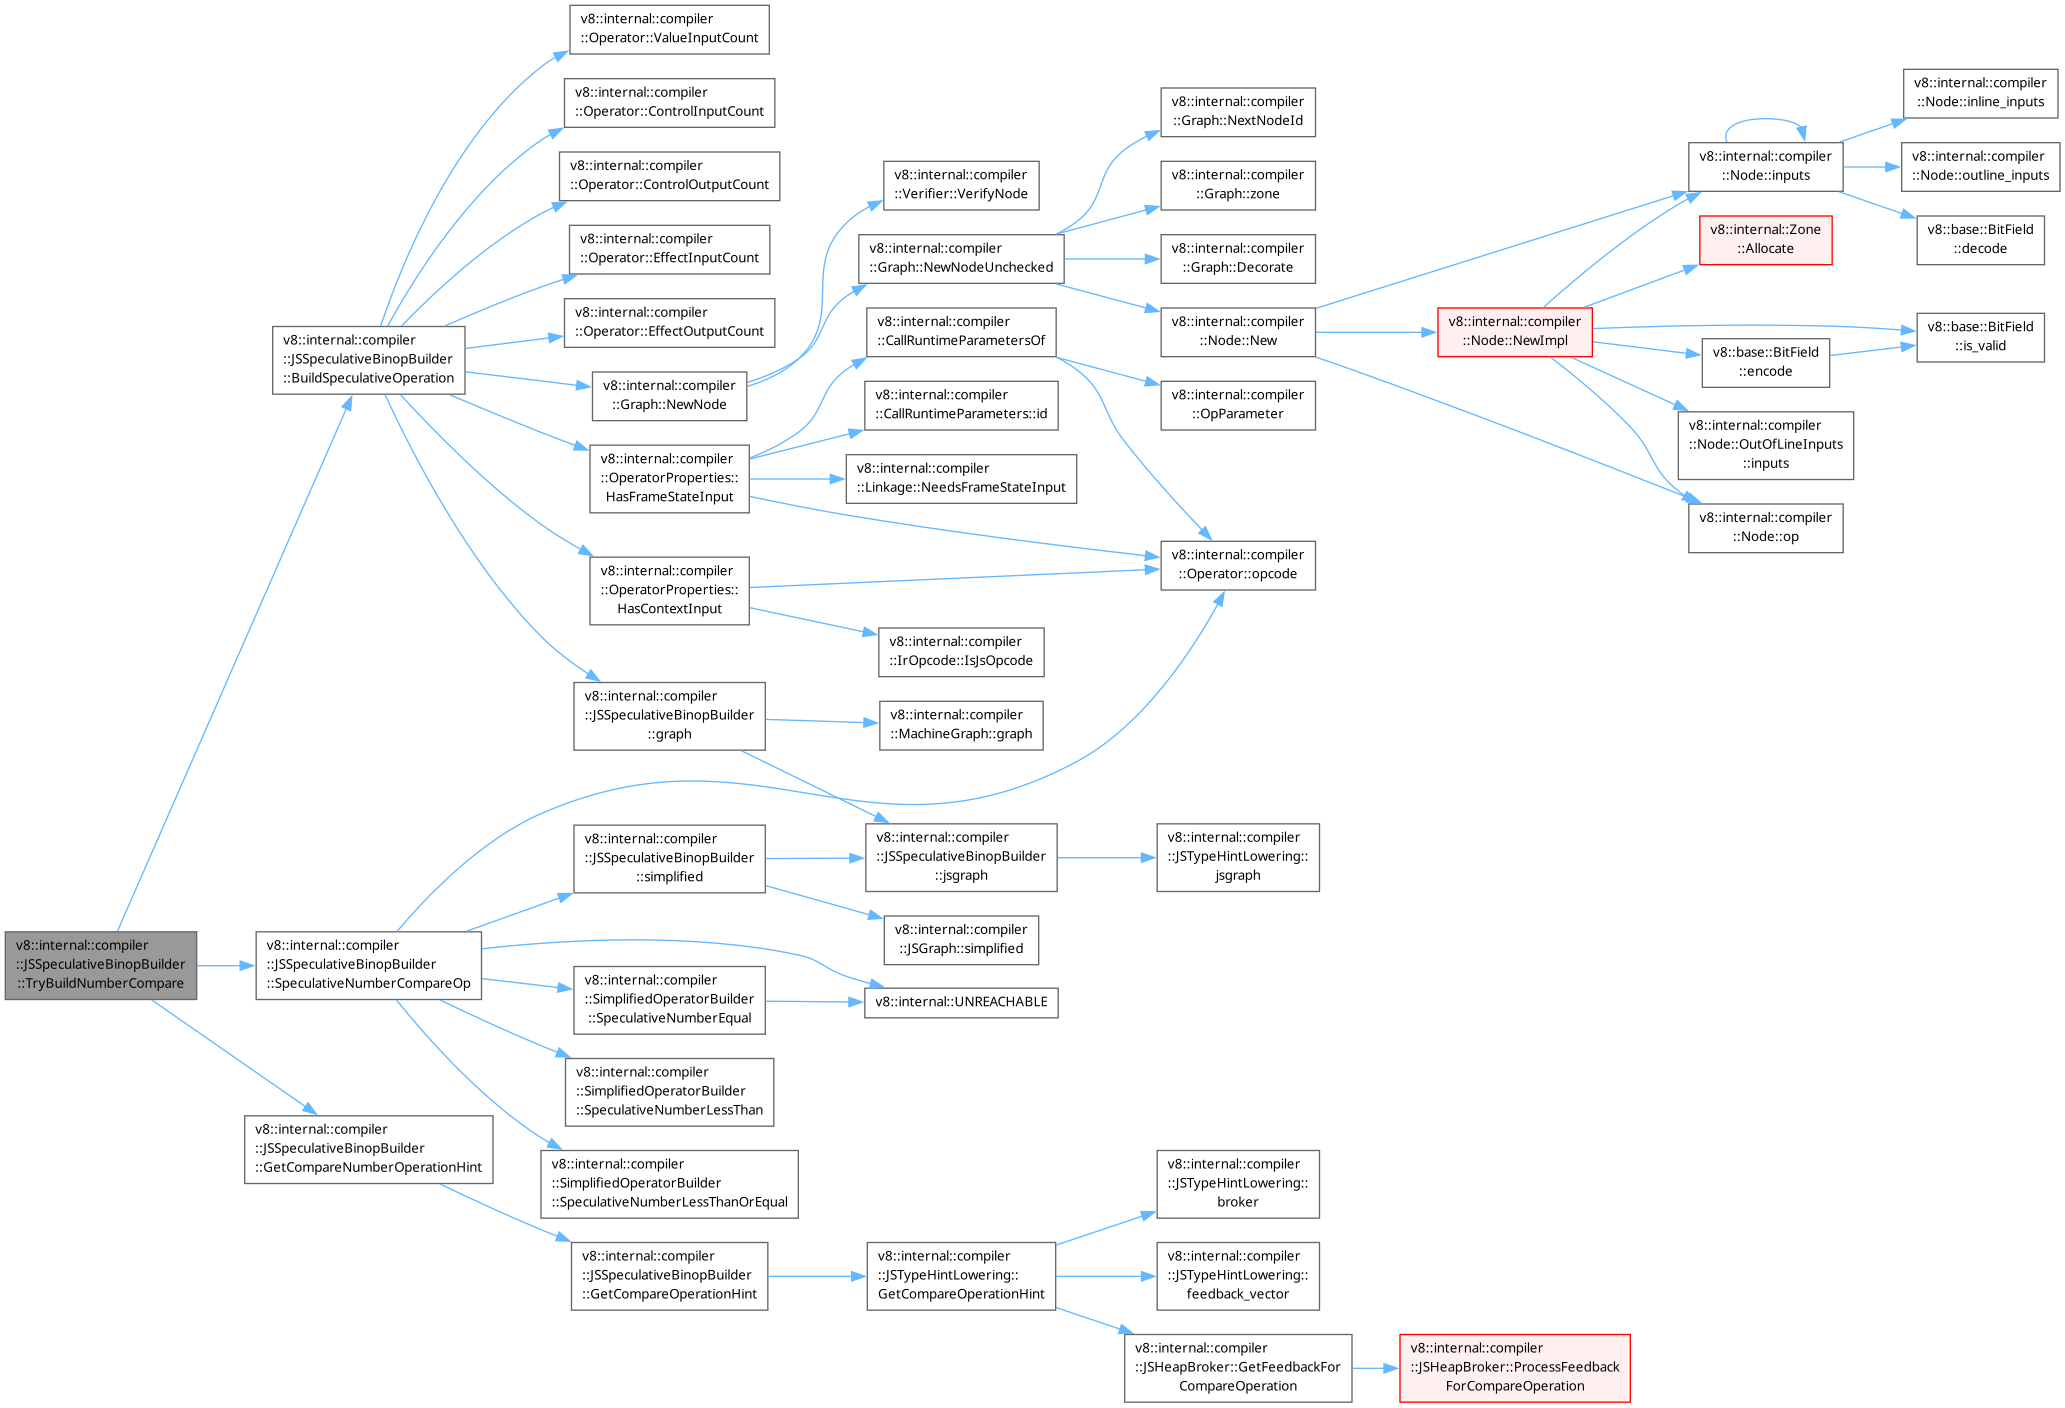 v8::internal::compiler
::JSSpeculativeBinopBuilder
::TryBuildNumberCompare
v8::internal::compiler
::JSSpeculativeBinopBuilder
::BuildSpeculativeOperation
v8::internal::compiler
::Operator::ValueInputCount
v8::internal::compiler
::Operator::ControlInputCount
v8::internal::compiler
::Operator::ControlOutputCount
v8::internal::compiler
::Operator::EffectInputCount
v8::internal::compiler
::Operator::EffectOutputCount
v8::internal::compiler
::Graph::NewNode
v8::internal::compiler
::Verifier::VerifyNode
v8::internal::compiler
::Graph::NewNodeUnchecked
v8::internal::compiler
::Graph::NextNodeId
v8::internal::compiler
::Graph::zone
v8::internal::compiler
::Graph::Decorate
v8::internal::compiler
::Node::New
v8::internal::compiler
::Node::inputs
v8::internal::compiler
::Node::inline_inputs
v8::internal::compiler
::Node::outline_inputs
v8::base::BitField
::decode
v8::internal::Zone
::Allocate
v8::internal::compiler
::Node::NewImpl
v8::base::BitField
::is_valid
v8::base::BitField
::encode
v8::internal::compiler
::Node::OutOfLineInputs
::inputs
v8::internal::compiler
::Node::op
v8::internal::compiler
::OperatorProperties::
HasFrameStateInput
v8::internal::compiler
::CallRuntimeParametersOf
v8::internal::compiler
::CallRuntimeParameters::id
v8::internal::compiler
::Linkage::NeedsFrameStateInput
v8::internal::compiler
::OpParameter
v8::internal::compiler
::Operator::opcode
v8::internal::compiler
::OperatorProperties::
HasContextInput
v8::internal::compiler
::IrOpcode::IsJsOpcode
v8::internal::compiler
::JSSpeculativeBinopBuilder
::graph
v8::internal::compiler
::MachineGraph::graph
v8::internal::compiler
::JSSpeculativeBinopBuilder
::jsgraph
v8::internal::compiler
::JSTypeHintLowering::
jsgraph
v8::internal::compiler
::JSSpeculativeBinopBuilder
::SpeculativeNumberCompareOp
v8::internal::compiler
::JSSpeculativeBinopBuilder
::simplified
v8::internal::compiler
::JSGraph::simplified
v8::internal::compiler
::SimplifiedOperatorBuilder
::SpeculativeNumberEqual
v8::internal::UNREACHABLE
v8::internal::compiler
::SimplifiedOperatorBuilder
::SpeculativeNumberLessThan
v8::internal::compiler
::SimplifiedOperatorBuilder
::SpeculativeNumberLessThanOrEqual
v8::internal::compiler
::JSSpeculativeBinopBuilder
::GetCompareNumberOperationHint
v8::internal::compiler
::JSSpeculativeBinopBuilder
::GetCompareOperationHint
v8::internal::compiler
::JSTypeHintLowering::
GetCompareOperationHint
v8::internal::compiler
::JSTypeHintLowering::
broker
v8::internal::compiler
::JSTypeHintLowering::
feedback_vector
v8::internal::compiler
::JSHeapBroker::GetFeedbackFor
CompareOperation
v8::internal::compiler
::JSHeapBroker::ProcessFeedback
ForCompareOperation